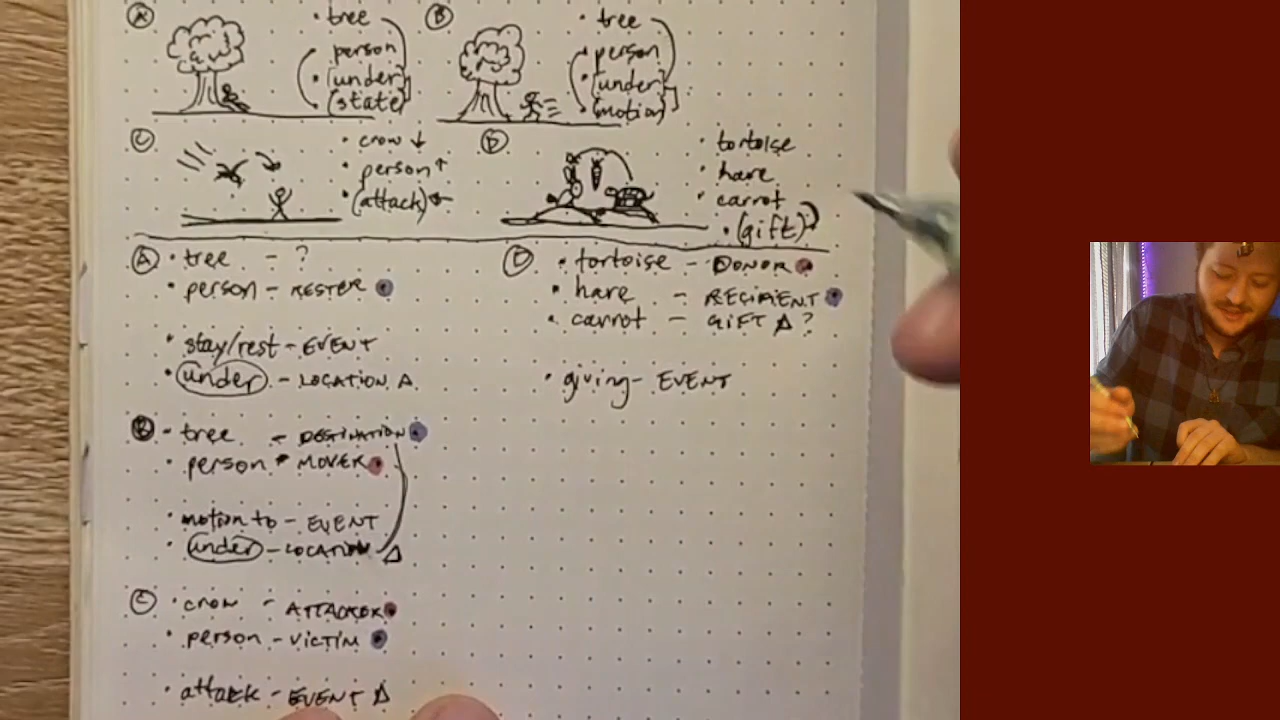 A
• tree
person
• (under)
(state)
B
• tree
person
• (under)
(motion)
C
• crow ↓
• person ↑
• (attack)
D
• tortoise
• hare
• carrot
• (gift)
A • tree - ?
• person - RESTER
• stay/rest - EVENT
• under - LOCATION Δ
B - tree - DESTINATION
• person - MOVER
• motion to - EVENT
• under - LOCATION Δ
C • crow - ATTACKER
• person - VICTIM
• attack - EVENT Δ
D • tortoise - DONOR
• hare - RECIPIENT
• carrot - GIFT Δ ?
• giving - EVENT